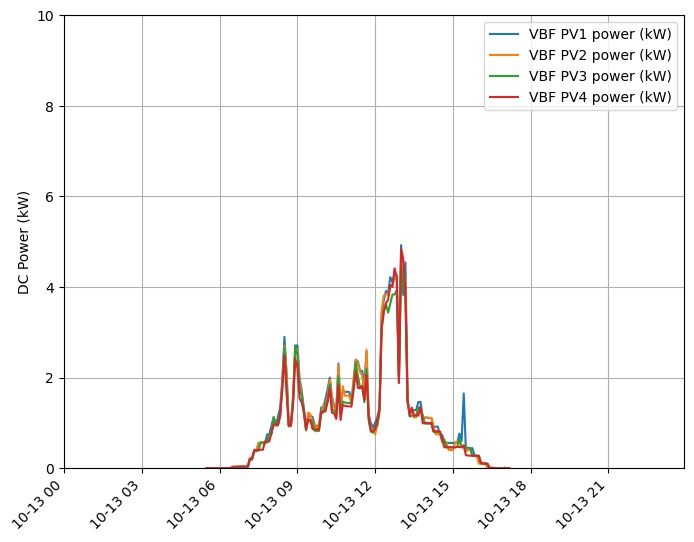 10
8
6
4
2
0
DC Power (kW)
VBF PV1 power (kW)
VBF PV2 power (kW)
VBF PV3 power (kW)
VBF PV4 power (kW)
10-13 00
10-13 03
10-13 06
10-13 09
10-13 12
10-13 15
10-13 18
10-13 21